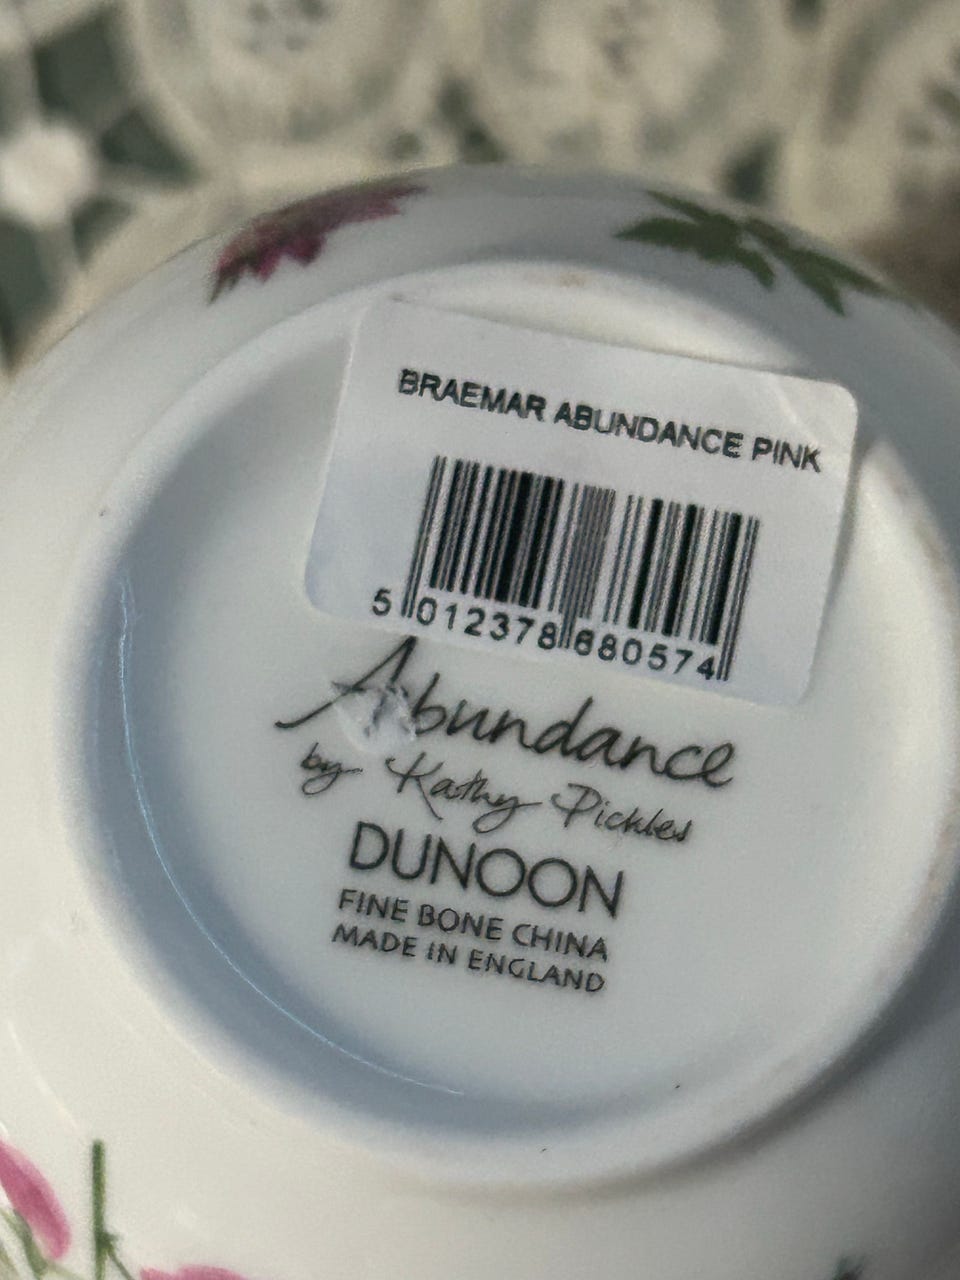 BRAEMAR ABUNDANCE PINK
5 012378 680574
Abundance
by Kathy Pickles
DUNOON
FINE BONE CHINA
MADE IN ENGLAND